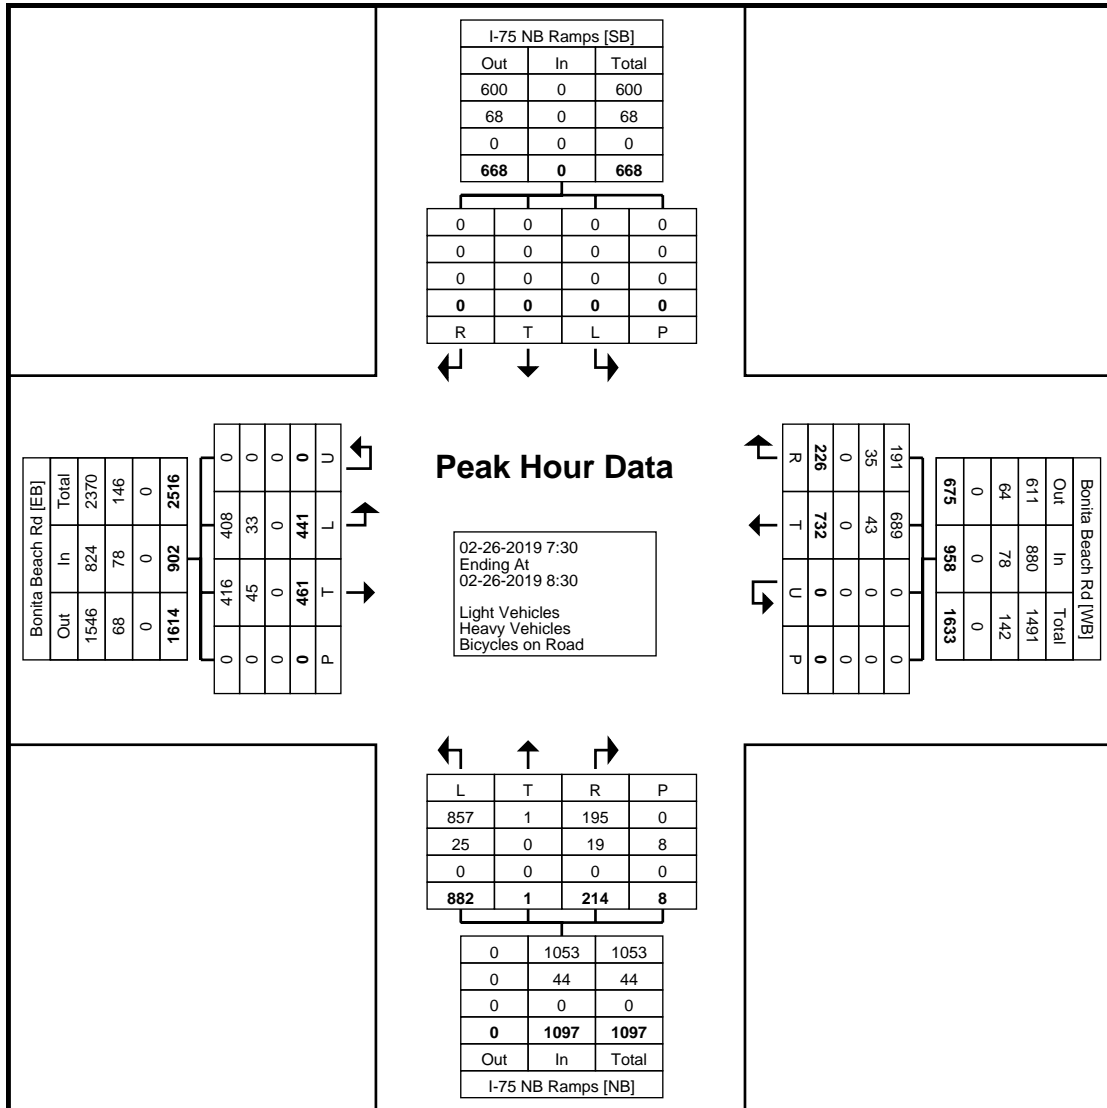 I-75 NB Ramps [SB]
Out In Total
600 0 600
68 0 68
0 0 0
668 0 668
0 0 0 0
0 0 0 0
0 0 0 0
0 0 0 0
R T L P
Bonita Beach Rd [EB]
Out In Total
1546 824 2370
68 78 146
0 0 0
1614 902 2516
0 416 408 0
0 45 33 0
0 0 0 0
0 461 441 0
P T L U
Peak Hour Data
02-26-2019 7:30
Ending At
02-26-2019 8:30
Light Vehicles
Heavy Vehicles
Bicycles on Road
Bonita Beach Rd [WB]
Out In Total
611 880 1491
64 78 142
0 0 0
675 958 1633
191 689 0 0
35 43 0 0
0 0 0 0
226 732 0 0
R T U P
L T R P
857 1 195 0
25 0 19 8
0 0 0 0
882 1 214 8
0 1053 1053
0 44 44
0 0 0
0 1097 1097
Out In Total
I-75 NB Ramps [NB]